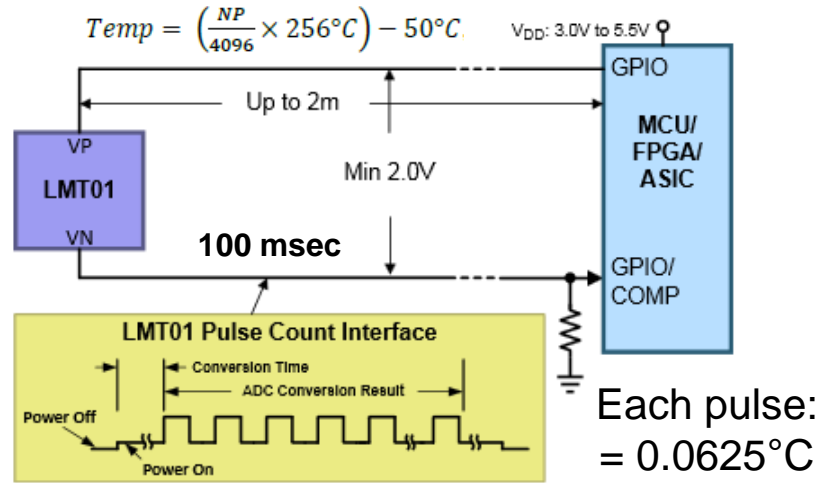 Temp = (NP/4096 × 256°C) − 50°C.
VDD: 3.0V to 5.5V
GPIO
Up to 2m
MCU/
FPGA/
ASIC
VP
LMT01
Min 2.0V
VN
100 msec
GPIO/
COMP
LMT01 Pulse Count Interface
Conversion Time
ADC Conversion Result
Power Off
Power On
Each pulse:
= 0.0625°C